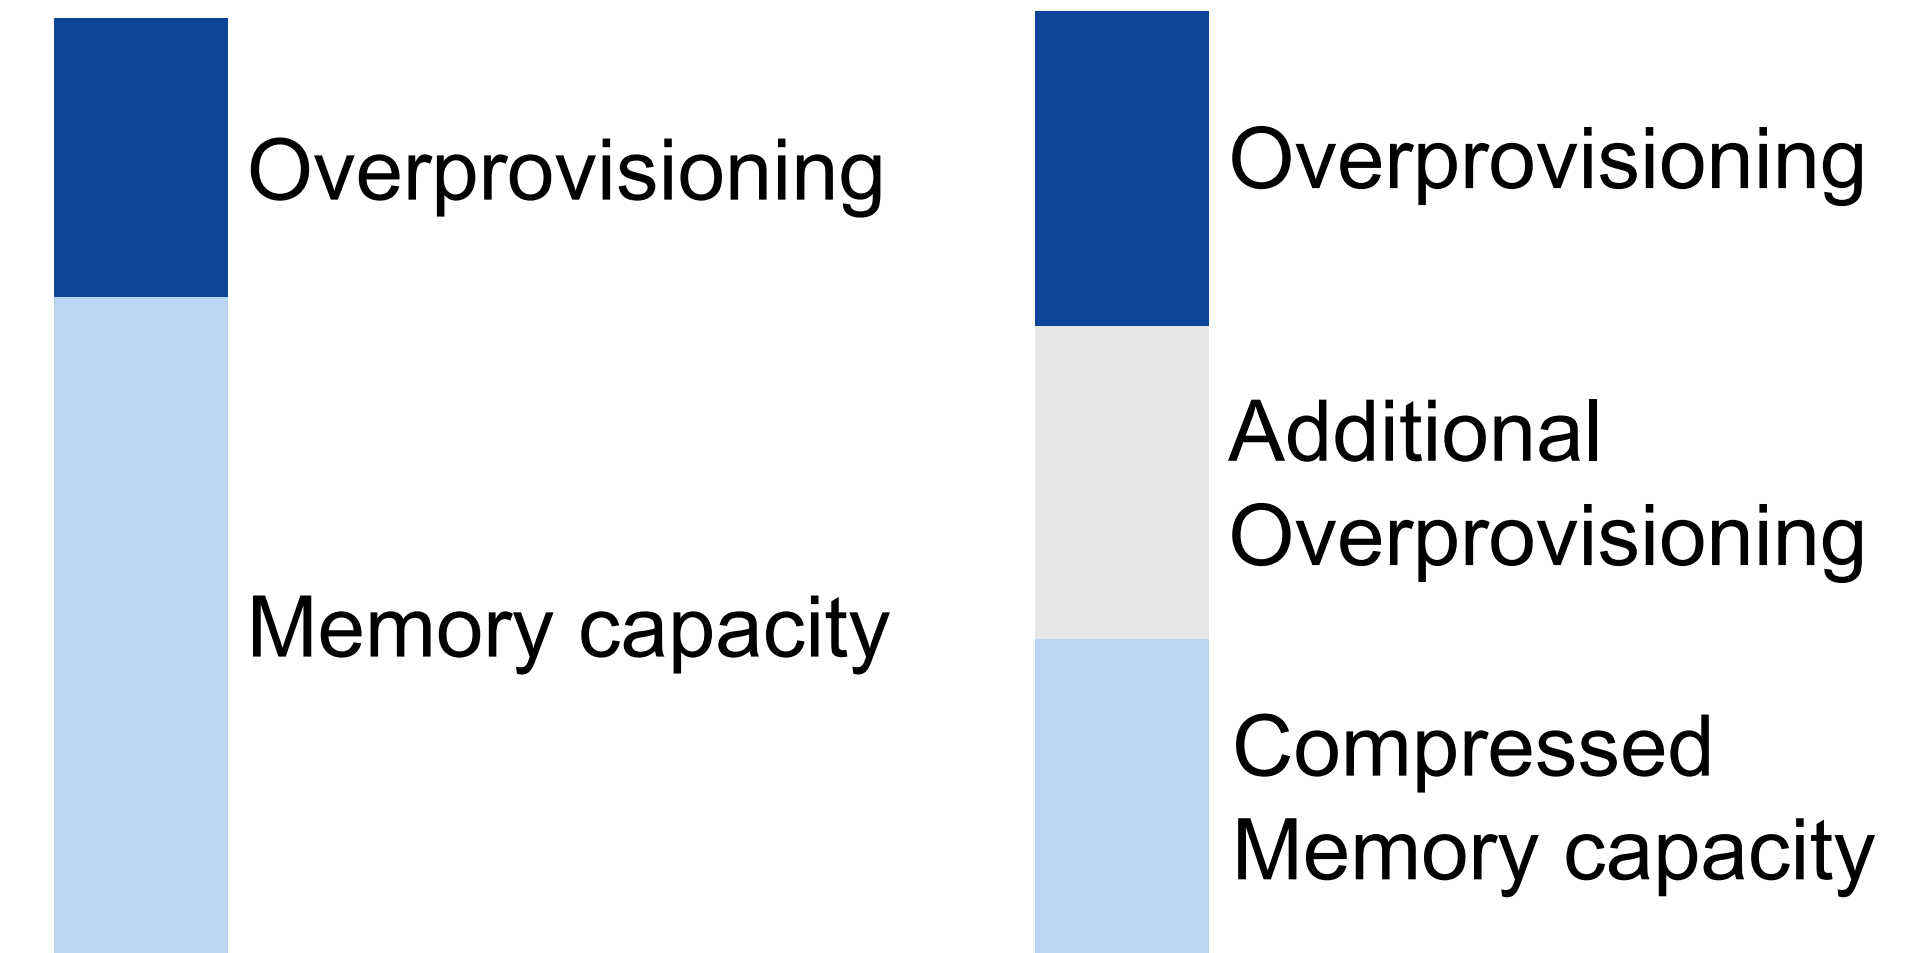 Overprovisioning
Memory capacity
Overprovisioning
Additional
Overprovisioning
Compressed
Memory capacity